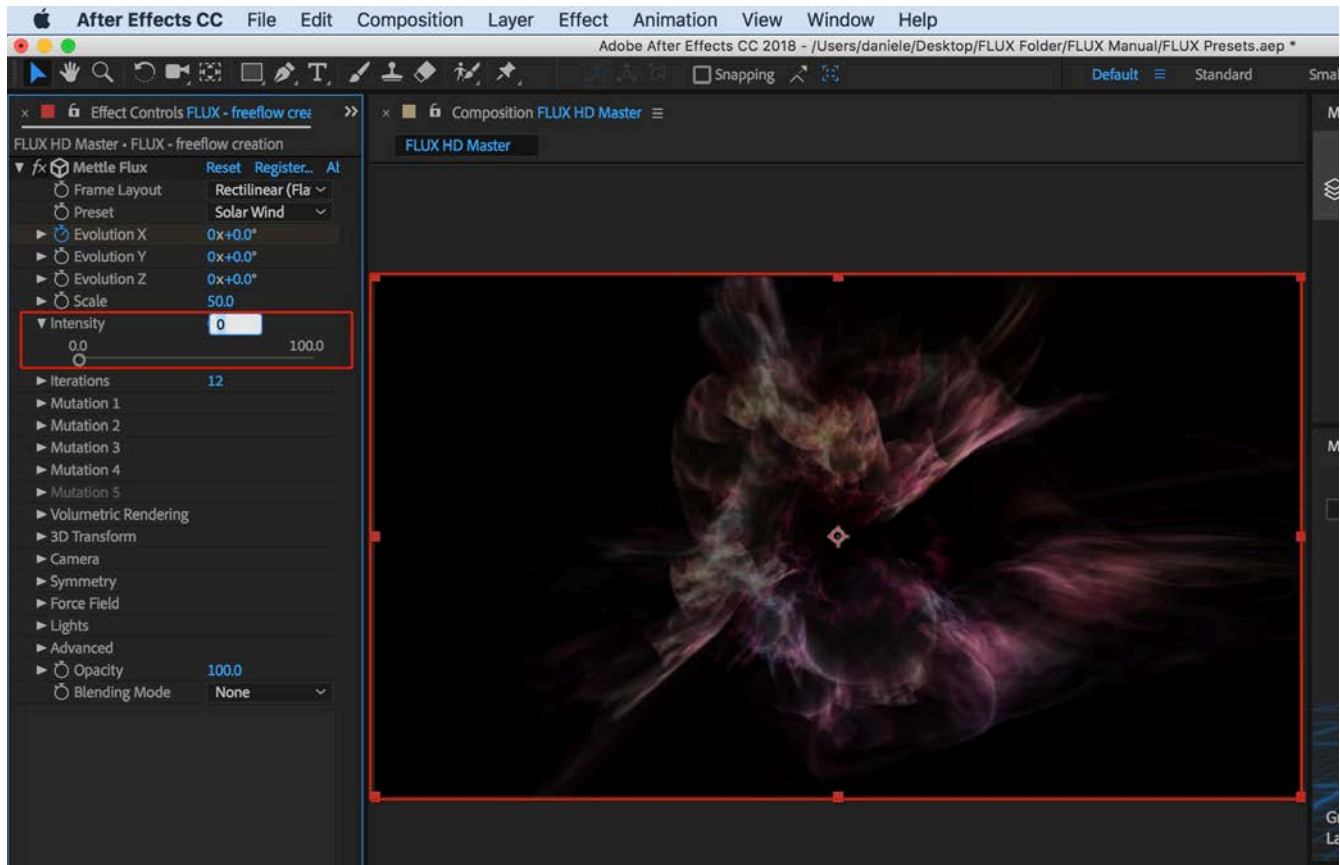 After Effects CC File Edit Composition Layer Effect Animation View Window Help
Adobe After Effects CC 2018 - /Users/daniele/Desktop/FLUX Folder/FLUX Manual/FLUX Presets.aep *
T Snapping Default Standard
Effect Controls FLUX - freeflow
Composition FLUX HD Master
FLUX HD Master • FLUX - freeflow creation
FLUX HD Master
fx Mettle Flux Reset Register...
Frame Layout Rectilinear
Preset Solar Wind
Evolution X 0x+0.0°
Evolution Y 0x+0.0°
Evolution Z 0x+0.0°
Scale 50.0
Intensity 0
0.0 100.0
Iterations 12
Mutation 1
Mutation 2
Mutation 3
Mutation 4
Mutation 5
Volumetric Rendering
3D Transform
Camera
Symmetry
Force Field
Lights
Advanced
Opacity 100.0
Blending Mode None